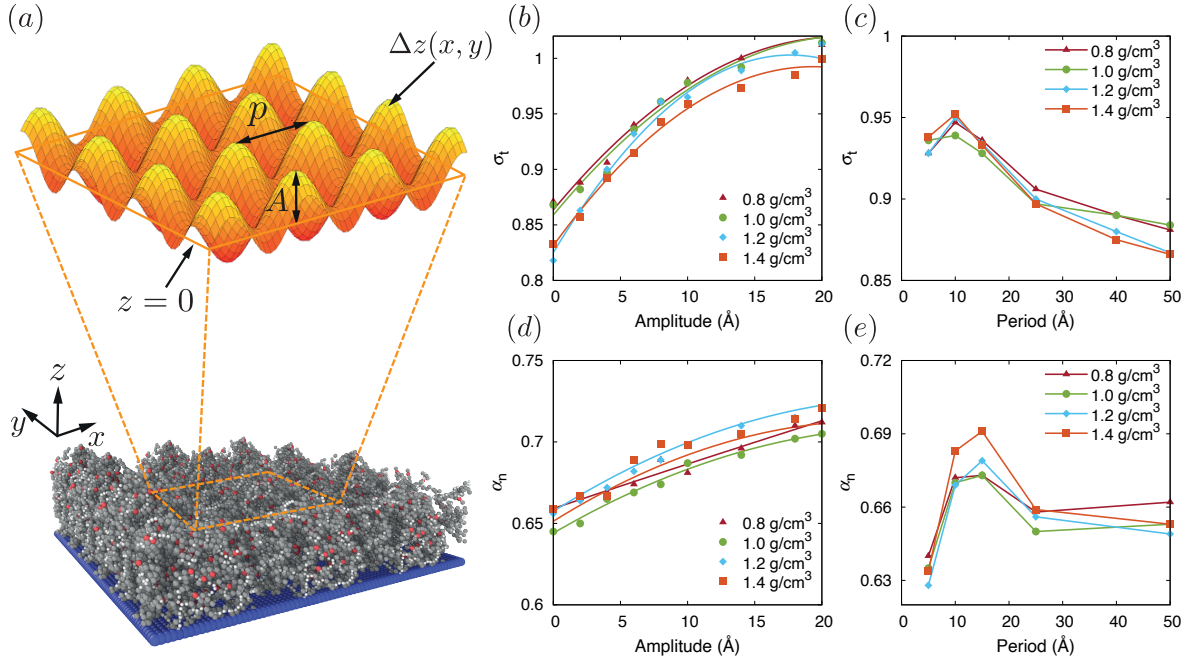 (a)
Δz(x, y)
p
A
z = 0
z
y
x
(b)
σt
1
0.95
0.9
0.85
0.8
0 5 10 15 20
Amplitude (Å)
0.8 g/cm³
1.0 g/cm³
1.2 g/cm³
1.4 g/cm³
(c)
σt
1
0.95
0.9
0.85
0 10 20 30 40 50
Period (Å)
0.8 g/cm³
1.0 g/cm³
1.2 g/cm³
1.4 g/cm³
(d)
αn
0.75
0.7
0.65
0.6
0 5 10 15 20
Amplitude (Å)
0.8 g/cm³
1.0 g/cm³
1.2 g/cm³
1.4 g/cm³
(e)
αn
0.72
0.69
0.66
0.63
0 10 20 30 40 50
Period (Å)
0.8 g/cm³
1.0 g/cm³
1.2 g/cm³
1.4 g/cm³